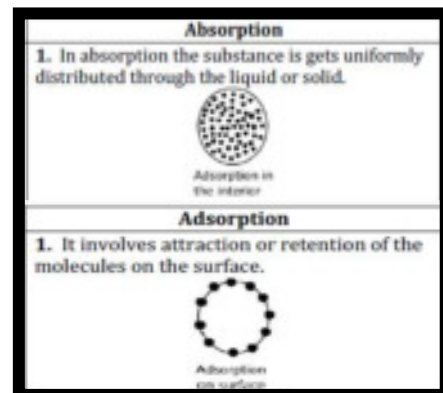 Absorption
1. In absorption the substance is gets uniformly
distributed through the liquid or solid.
Adsorption in
the interior
Adsorption
1. It involves attraction or retention of the
molecules on the surface.
Adsorption
on surface